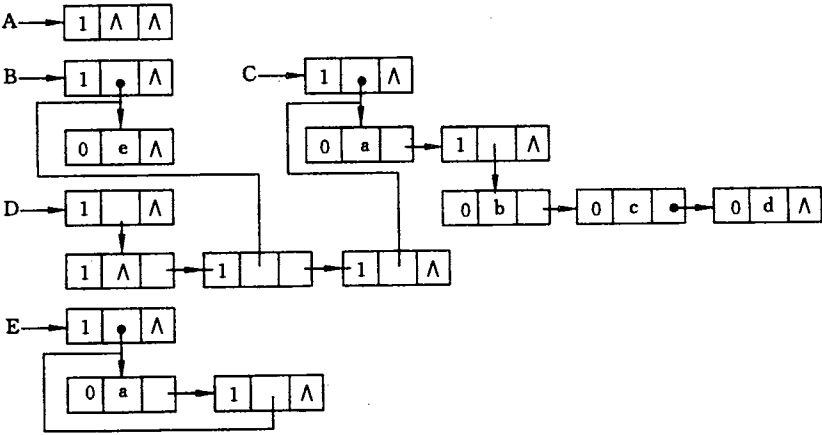 A 1 ∧ ∧
B 1 ∧ C 1 ∧
0 e ∧ 0 a 1 ∧
D 1 ∧ 0 b 0 c 0 d ∧
1 ∧ 1 1 ∧
E 1 ∧
0 a 1 ∧